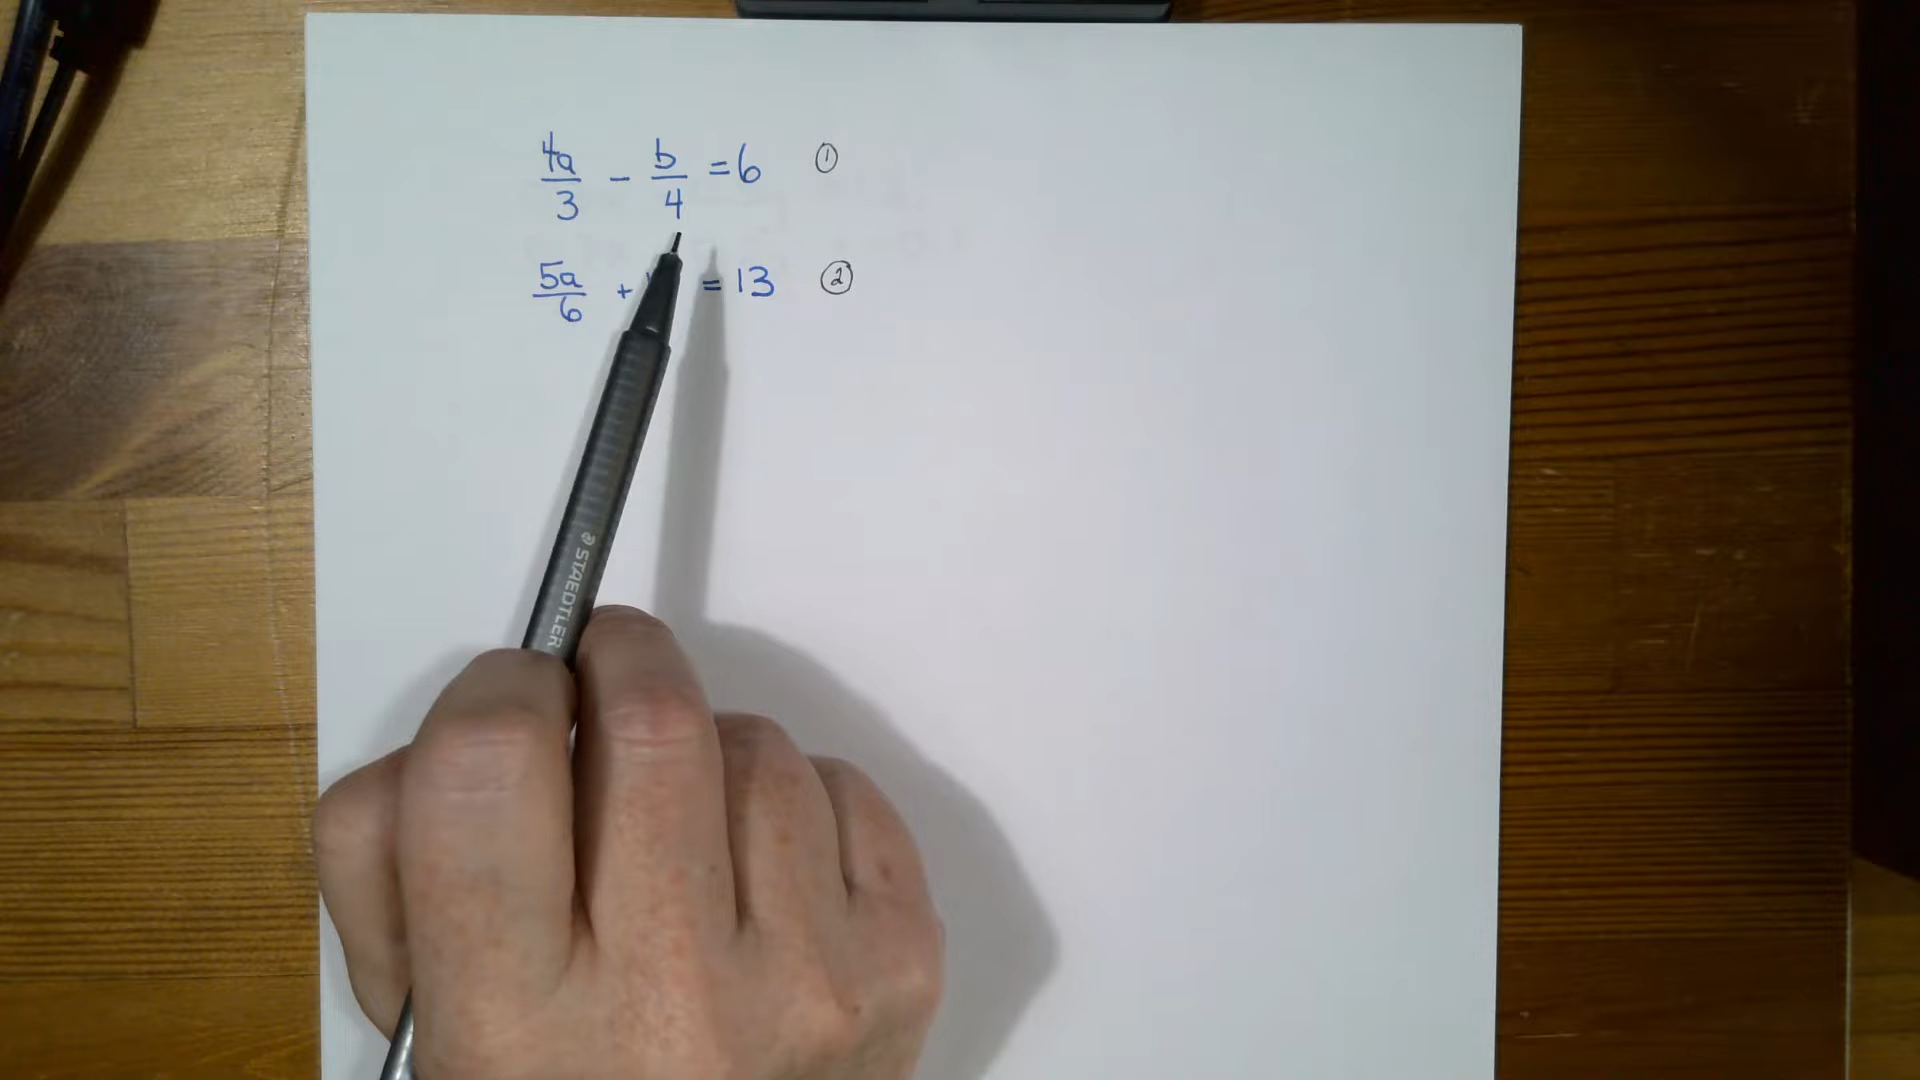 4a/3 - b/4 = 6 ①
5a/6 + = 13 ②
STAEDTLER